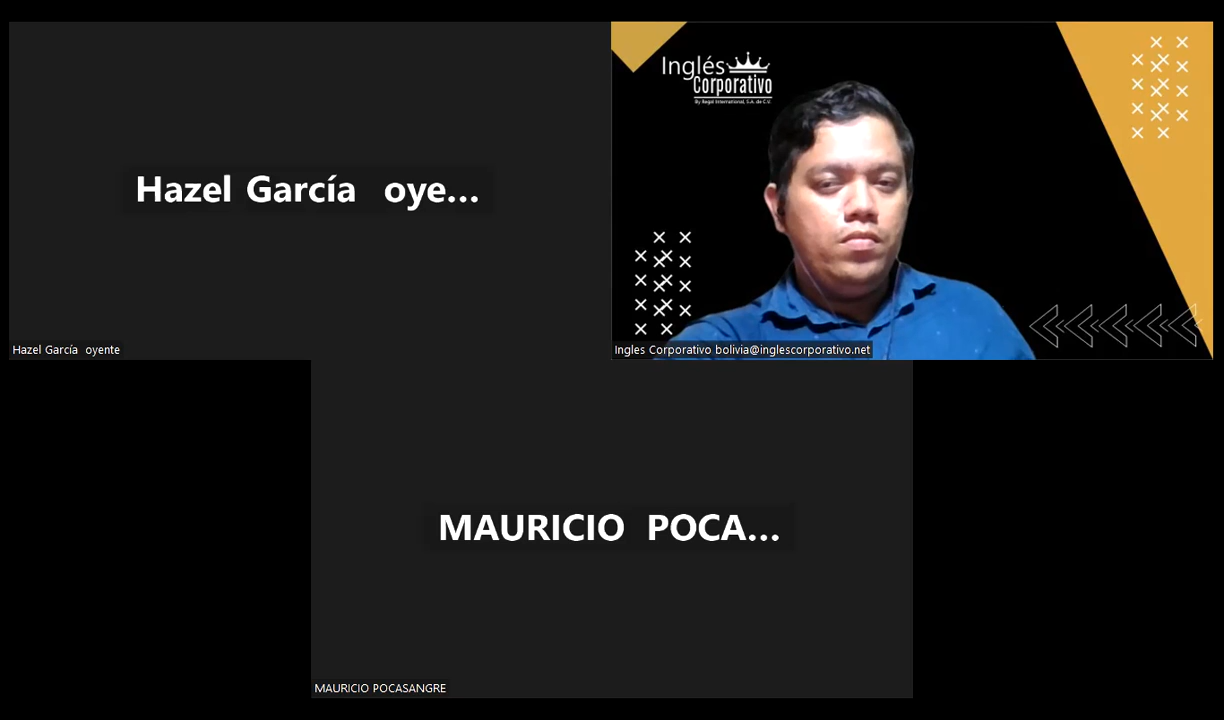 Hazel García oye...
Hazel García oyente
Inglés
Corporativo
By Regal International, S.A. de C.V.
Ingles Corporativo bolivia@inglescorporativo.net
MAURICIO POCA...
MAURICIO POCASANGRE